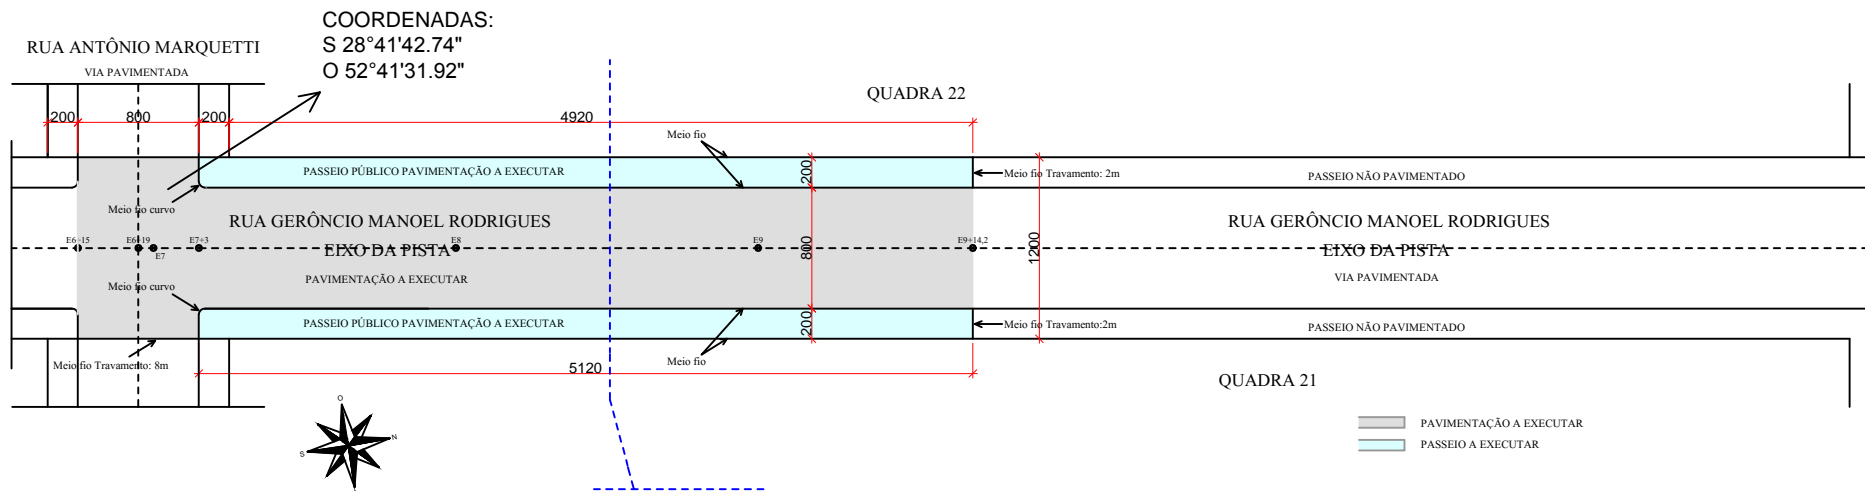 COORDENADAS:
S 28°41'42.74"
O 52°41'31.92"
RUA ANTÔNIO MARQUETTI
VIA PAVIMENTADA
QUADRA 22
200
800
200
4920
Meio fio
PASSEIO PÚBLICO PAVIMENTAÇÃO A EXECUTAR
200
Meio fio Travamento: 2m
PASSEIO NÃO PAVIMENTADO
Meio fio curvo
RUA GERÔNCIO MANOEL RODRIGUES
RUA GERÔNCIO MANOEL RODRIGUES
E6+15
E6+19
E7
E7+3
E8
E9
E9+14,2
EIXO DA PISTA
800
1200
EIXO DA PISTA
PAVIMENTAÇÃO A EXECUTAR
VIA PAVIMENTADA
Meio fio curvo
PASSEIO PÚBLICO PAVIMENTAÇÃO A EXECUTAR
200
Meio fio Travamento:2m
PASSEIO NÃO PAVIMENTADO
Meio fio Travamento: 8m
Meio fio
5120
QUADRA 21
O
N
S
L
PAVIMENTAÇÃO A EXECUTAR
PASSEIO A EXECUTAR